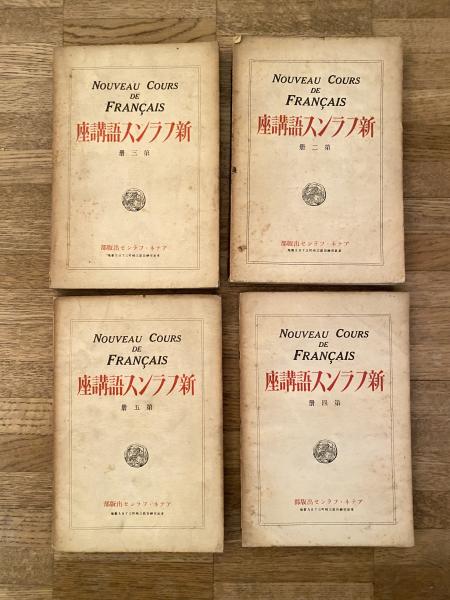 NOUVEAU COURS
DE
FRANÇAIS
新フランス語講座
第三册
アテネ・フランセ出版部
NOUVEAU COURS
DE
FRANÇAIS
新フランス語講座
第二册
アテネ・フランセ出版部
NOUVEAU COURS
DE
FRANÇAIS
新フランス語講座
第五册
アテネ・フランセ出版部
NOUVEAU COURS
DE
FRANÇAIS
新フランス語講座
第四册
アテネ・フランセ出版部